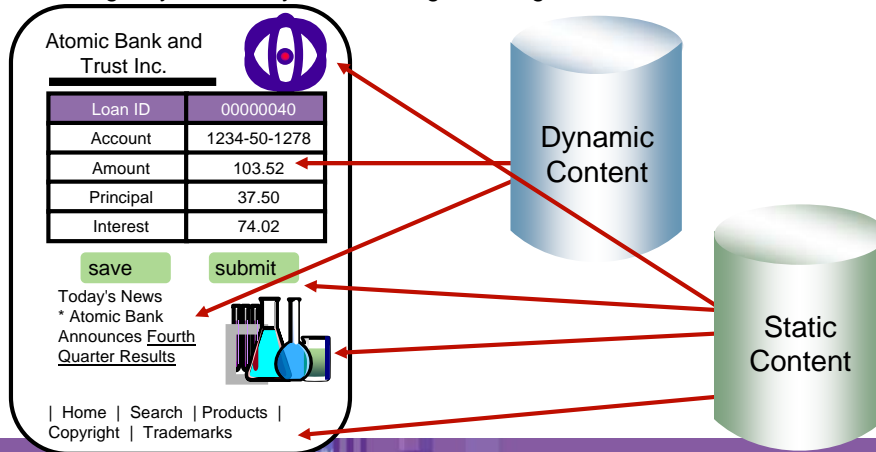 Atomic Bank and
Trust Inc.
Loan ID 00000040
Account 1234-50-1278
Amount 103.52
Principal 37.50
Interest 74.02
save submit
Today's News
* Atomic Bank
Announces Fourth
Quarter Results
| Home | Search | Products |
Copyright | Trademarks
Dynamic
Content
Static
Content